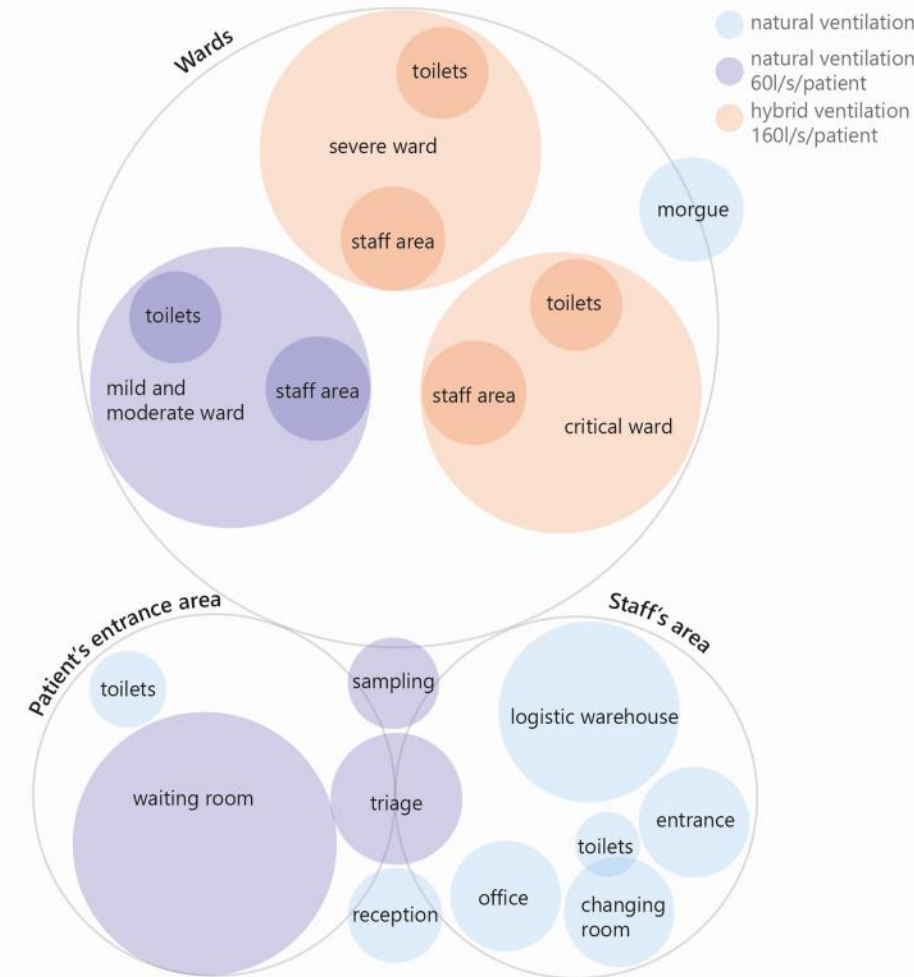 Wards
natural ventilation
natural ventilation
60l/s/patient
hybrid ventilation
160l/s/patient
toilets
severe ward
staff area
morgue
toilets
mild and
moderate ward
staff area
toilets
staff area
critical ward
Patient's entrance area
Staff's area
toilets
waiting room
sampling
triage
reception
logistic warehouse
entrance
toilets
office
changing
room